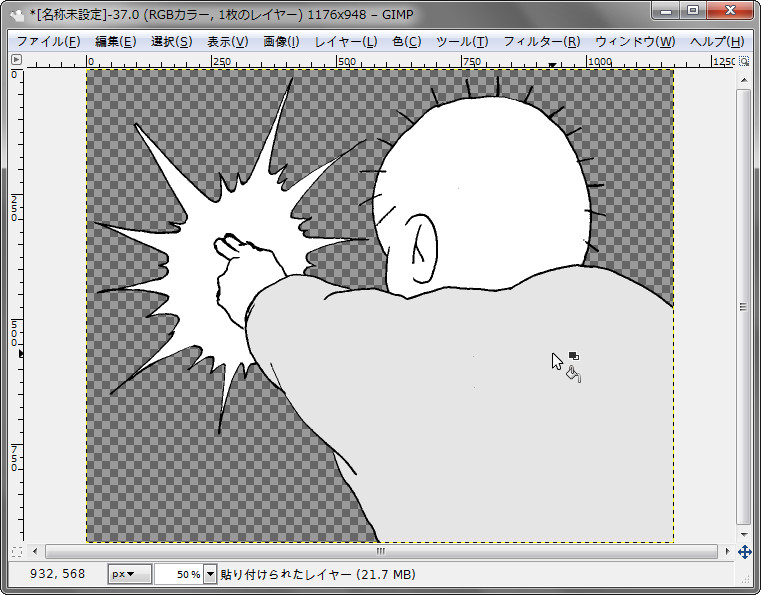 *[名称未設定]-37.0 (RGBカラー, 1枚のレイヤー) 1176x948 – GIMP
ファイル(F) 編集(E) 選択(S) 表示(V) 画像(I) レイヤー(L) 色(C) ツール(T) フィルター(R) ウィンドウ(W) ヘルプ(H)
0 250 500 750 1000 1250
0
250
500
750
932, 568 px 50 % 貼り付けられたレイヤー (21.7 MB)